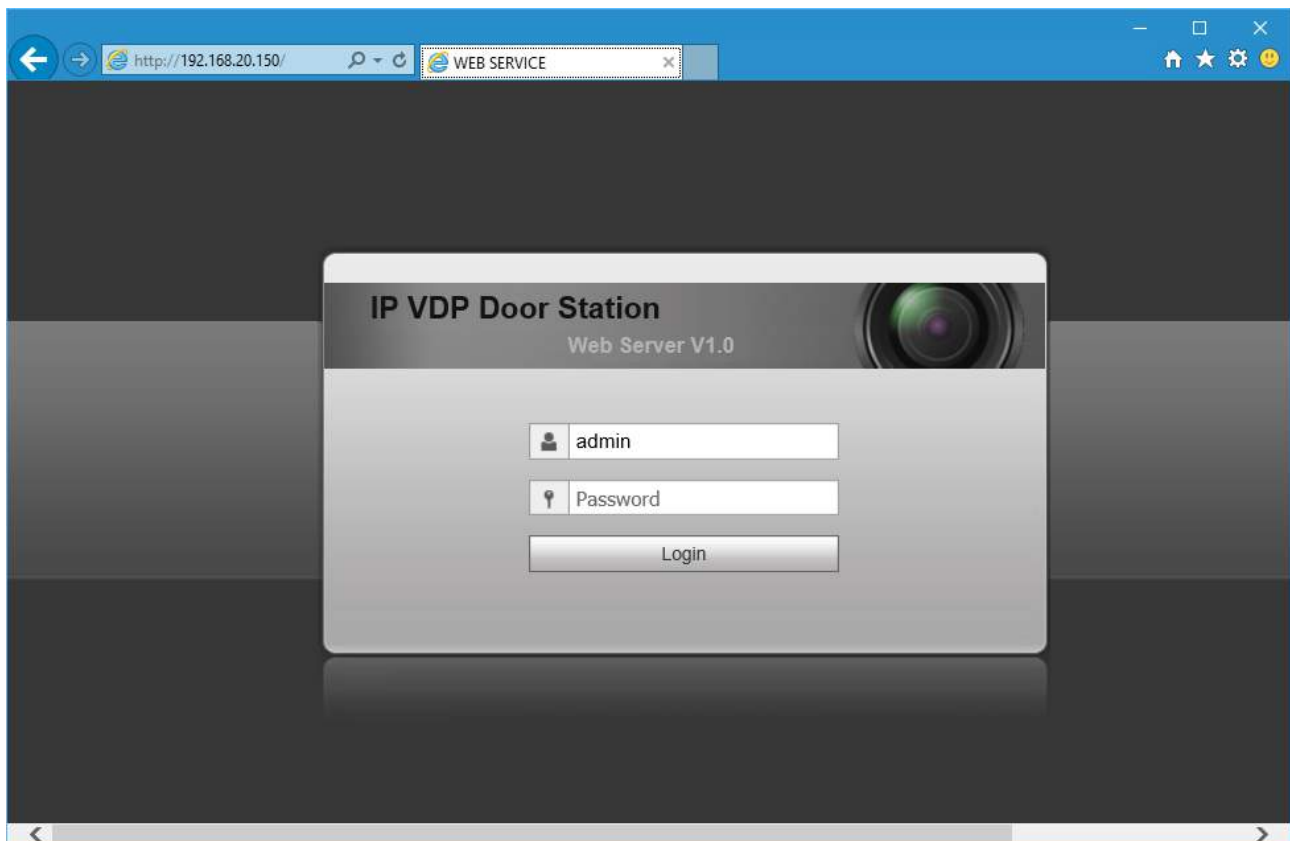 http://192.168.20.150/
WEB SERVICE
IP VDP Door Station
Web Server V1.0
admin
Password
Login